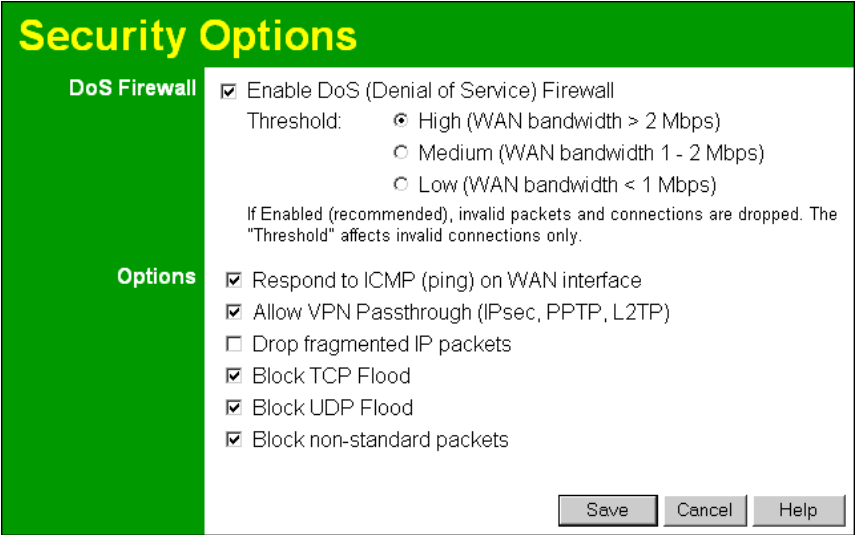 Security Options
DoS Firewall
Enable DoS (Denial of Service) Firewall
Threshold:
High (WAN bandwidth > 2 Mbps)
Medium (WAN bandwidth 1 - 2 Mbps)
Low (WAN bandwidth < 1 Mbps)
If Enabled (recommended), invalid packets and connections are dropped. The
"Threshold" affects invalid connections only.
Options
Respond to ICMP (ping) on WAN interface
Allow VPN Passthrough (IPsec, PPTP, L2TP)
Drop fragmented IP packets
Block TCP Flood
Block UDP Flood
Block non-standard packets
Save
Cancel
Help